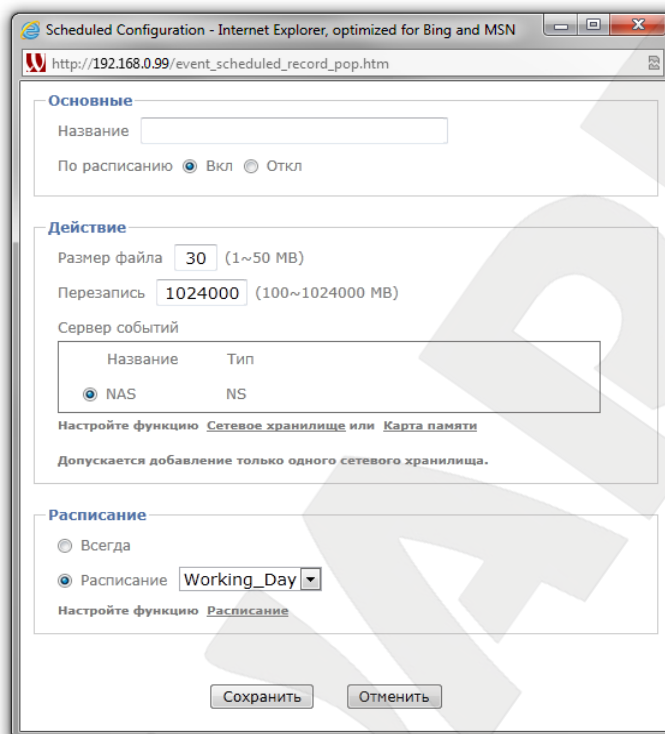 Scheduled Configuration - Internet Explorer, optimized for Bing and MSN
http://192.168.0.99/event_scheduled_record_pop.htm
Основные
Название
По расписанию Вкл Откл
Действие
Размер файла 30 (1~50 MB)
Перезапись 1024000 (100~1024000 MB)
Сервер событий
Название Тип
NAS NS
Настройте функцию Сетевое хранилище или Карта памяти
Допускается добавление только одного сетевого хранилища.
Расписание
Всегда
Расписание Working_Day
Настройте функцию Расписание
Сохранить Отменить